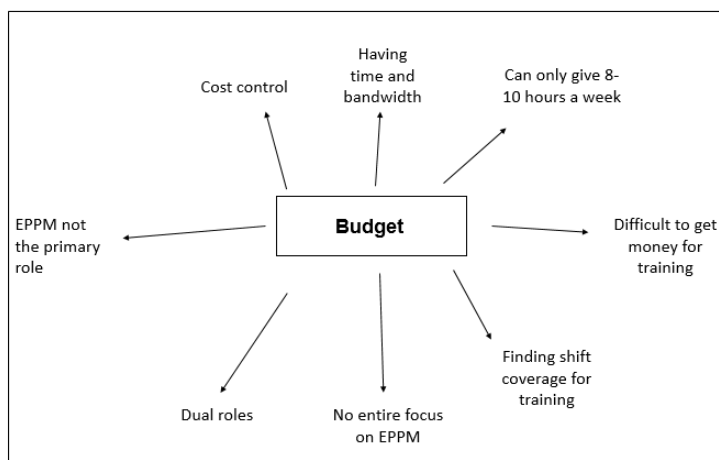 Having
time and
bandwidth
Cost control
Can only give 8-
10 hours a week
EPPM not
the primary
role
Budget
Difficult to get
money for
training
Finding shift
coverage for
training
Dual roles
No entire focus
on EPPM